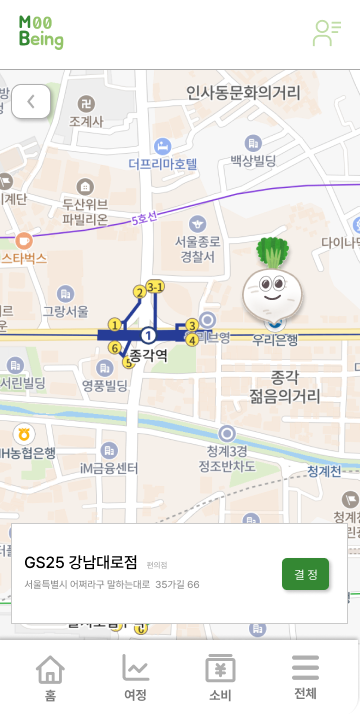 M00
Being
인사동문화의거리
조계사
더프리마호텔
백상빌딩
두산위브
파빌리온
5호선
서울종로
경찰서
스타벅스
그랑서울
2
3-1
1
3
4
1
6
5
종각역
우리은행
서린빌딩
영풍빌딩
종각
젊음의거리
청계3경
정조반차도
NH농협은행
iM금융센터
청계천
GS25 강남대로점 편의점
서울특별시 어쩌라구 말하는대로 35가길 66
결 정
홈
여정
소비
전체